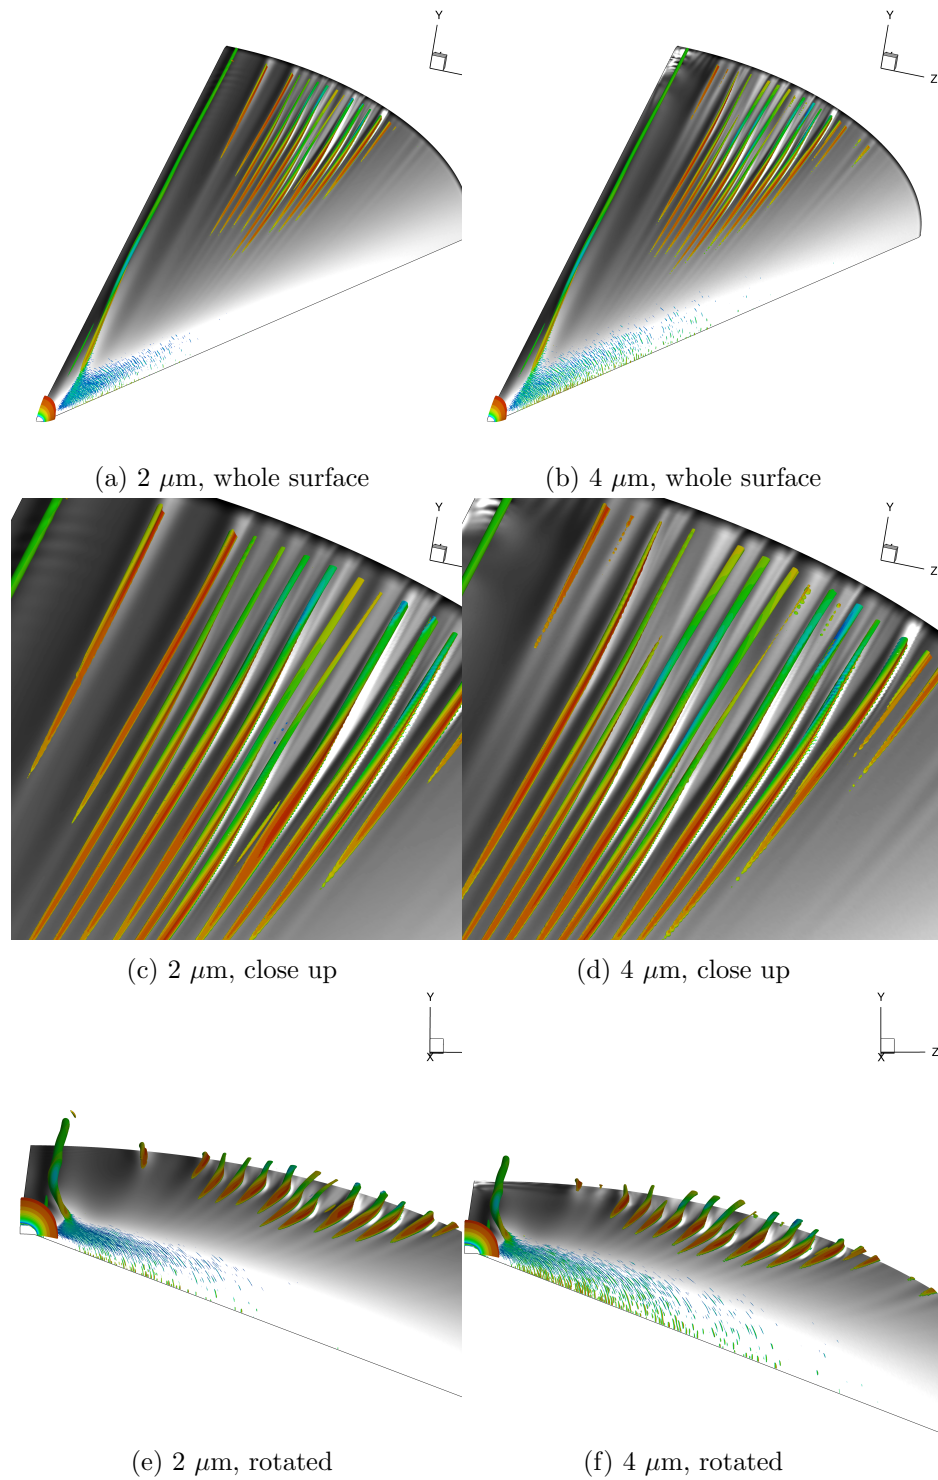 Y
Y
Z
(a) 2 μm, whole surface
(b) 4 μm, whole surface
Y
Y
Z
(c) 2 μm, close up
(d) 4 μm, close up
Y
X
Y
X
Z
(e) 2 μm, rotated
(f) 4 μm, rotated